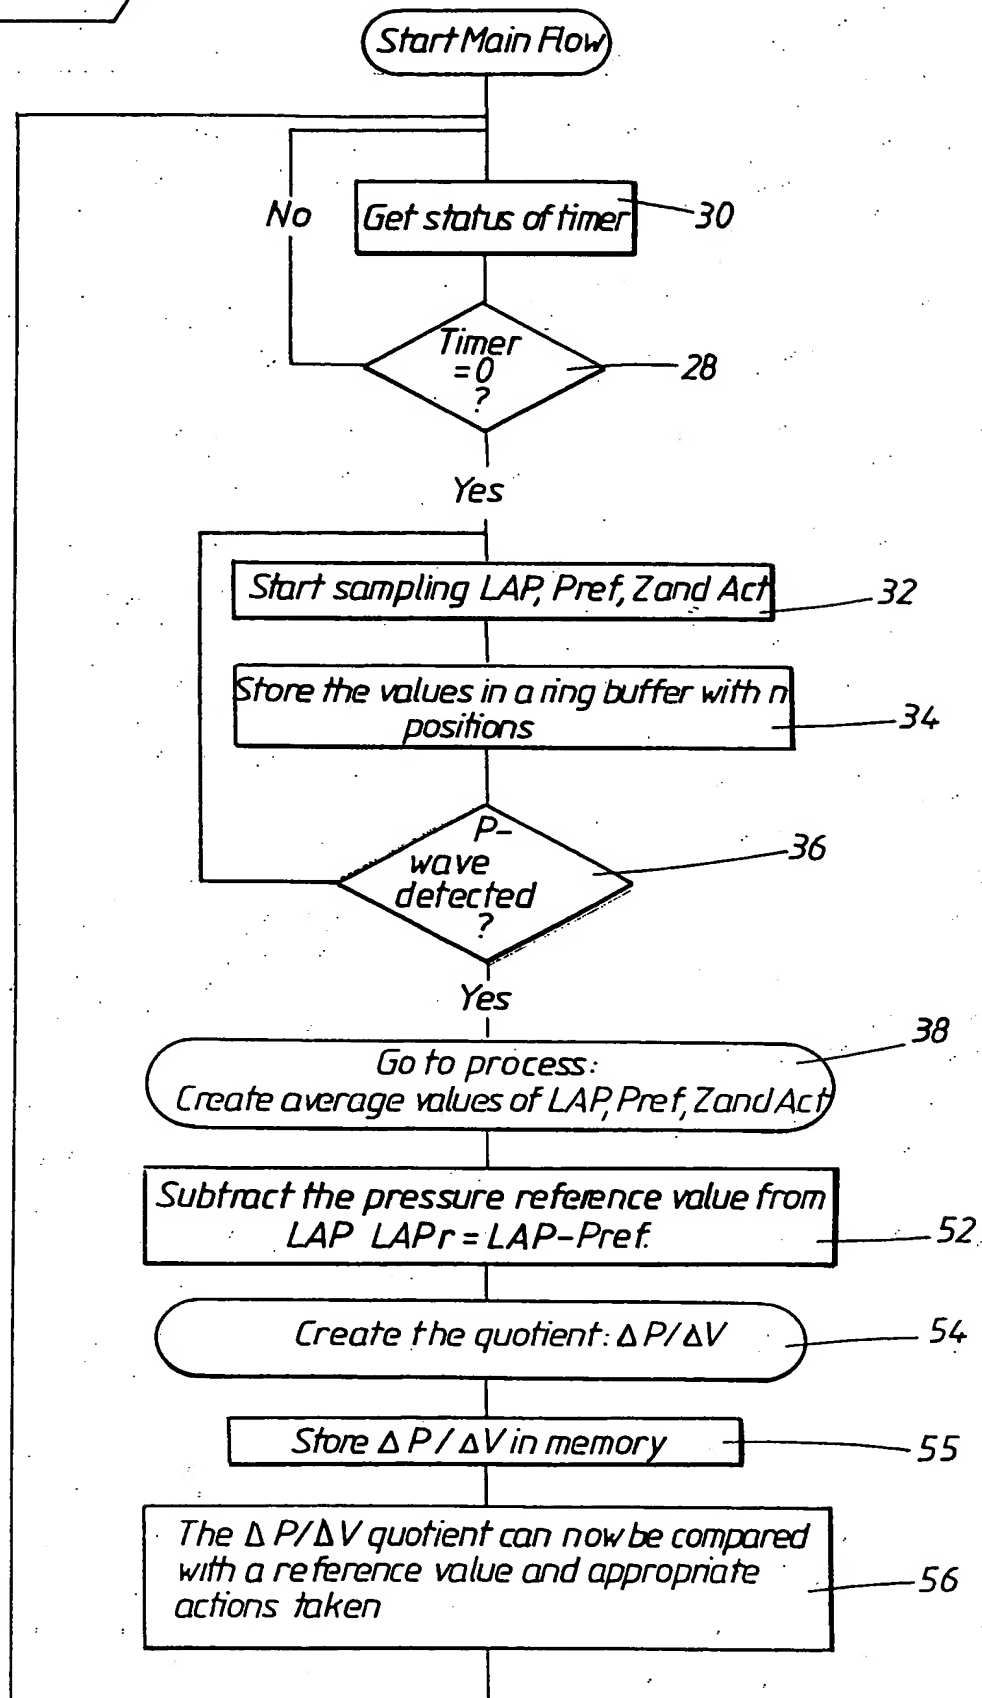 Start Main Flow
No
Get status of timer
30
Timer
=0
?
28
Yes
Start sampling LAP, Pref, Z and Act
32
Store the values in a ring buffer with n
positions
34
P-
wave
detected
?
36
Yes
38
Go to process:
Create average values of LAP, Pref, Z and Act
Subtract the pressure reference value from
LAP LAPr = LAP-Pref.
52
Create the quotient: Δ P/ΔV
54
Store Δ P / ΔV in memory
55
The Δ P/ΔV quotient can now be compared
with a reference value and appropriate
actions taken
56